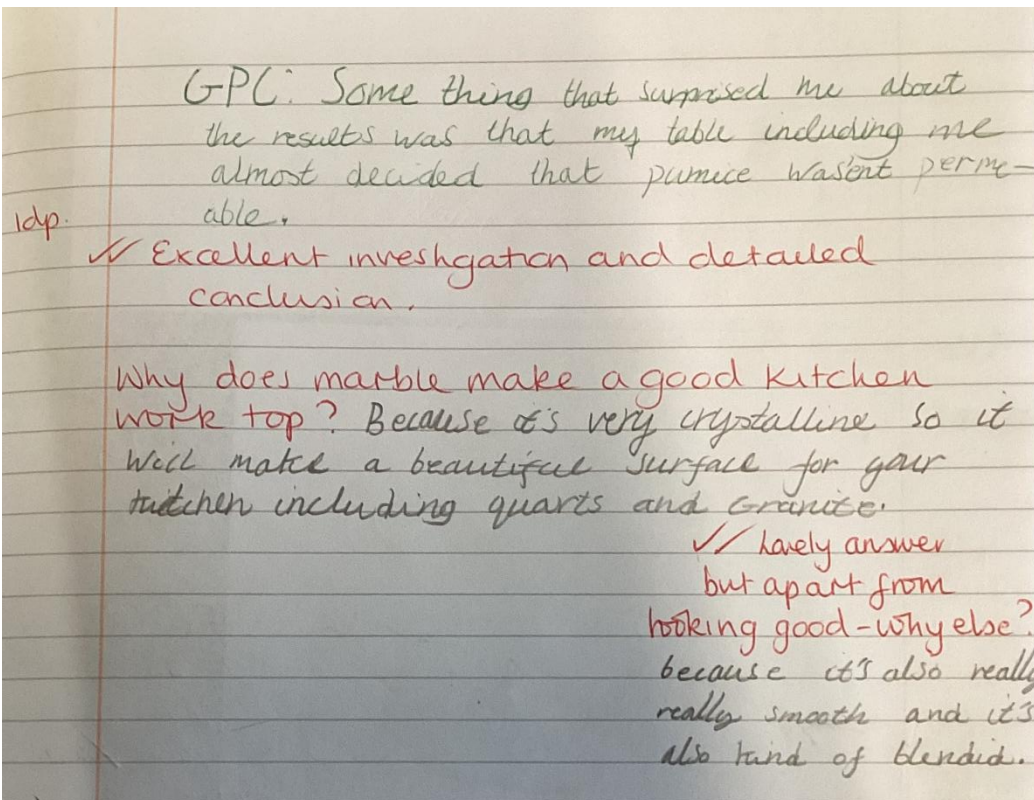 GPC: Some thing that surprised me about
the results was that my table including me
almost decided that pumice wasent perme-
able.
1dp.
✓✓ Excellent investigation and detailed
conclusion.
Why does marble make a good kitchen
work top? Because it's very crystalline so it
will make a beautiful surface for your
kitchen including quarts and Granite.
✓✓ Lovely answer
but apart from
looking good - why else?
because it's also really
really smooth and it's
also kind of blendid.